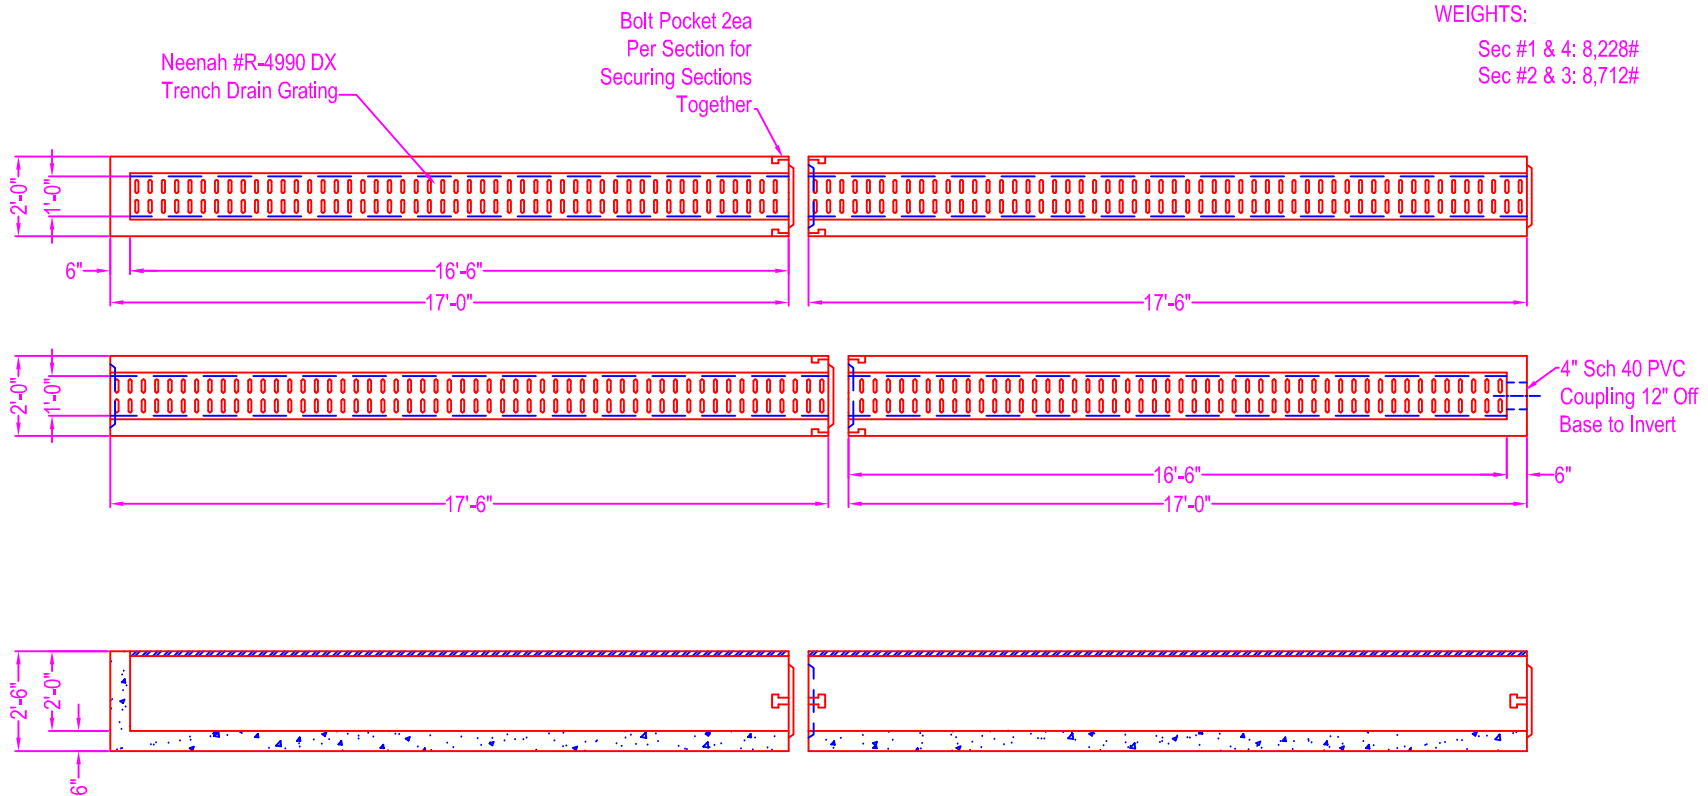 WEIGHTS:
Sec #1 & 4: 8,228#
Sec #2 & 3: 8,712#
Bolt Pocket 2ea
Per Section for
Securing Sections
Together
Neenah #R-4990 DX
Trench Drain Grating
2'-0"
1'-0"
6"
16'-6"
17'-0"
17'-6"
2'-0"
1'-0"
4" Sch 40 PVC
Coupling 12" Off
Base to Invert
16'-6"
6"
17'-6"
17'-0"
2'-6"
2'-0"
6"